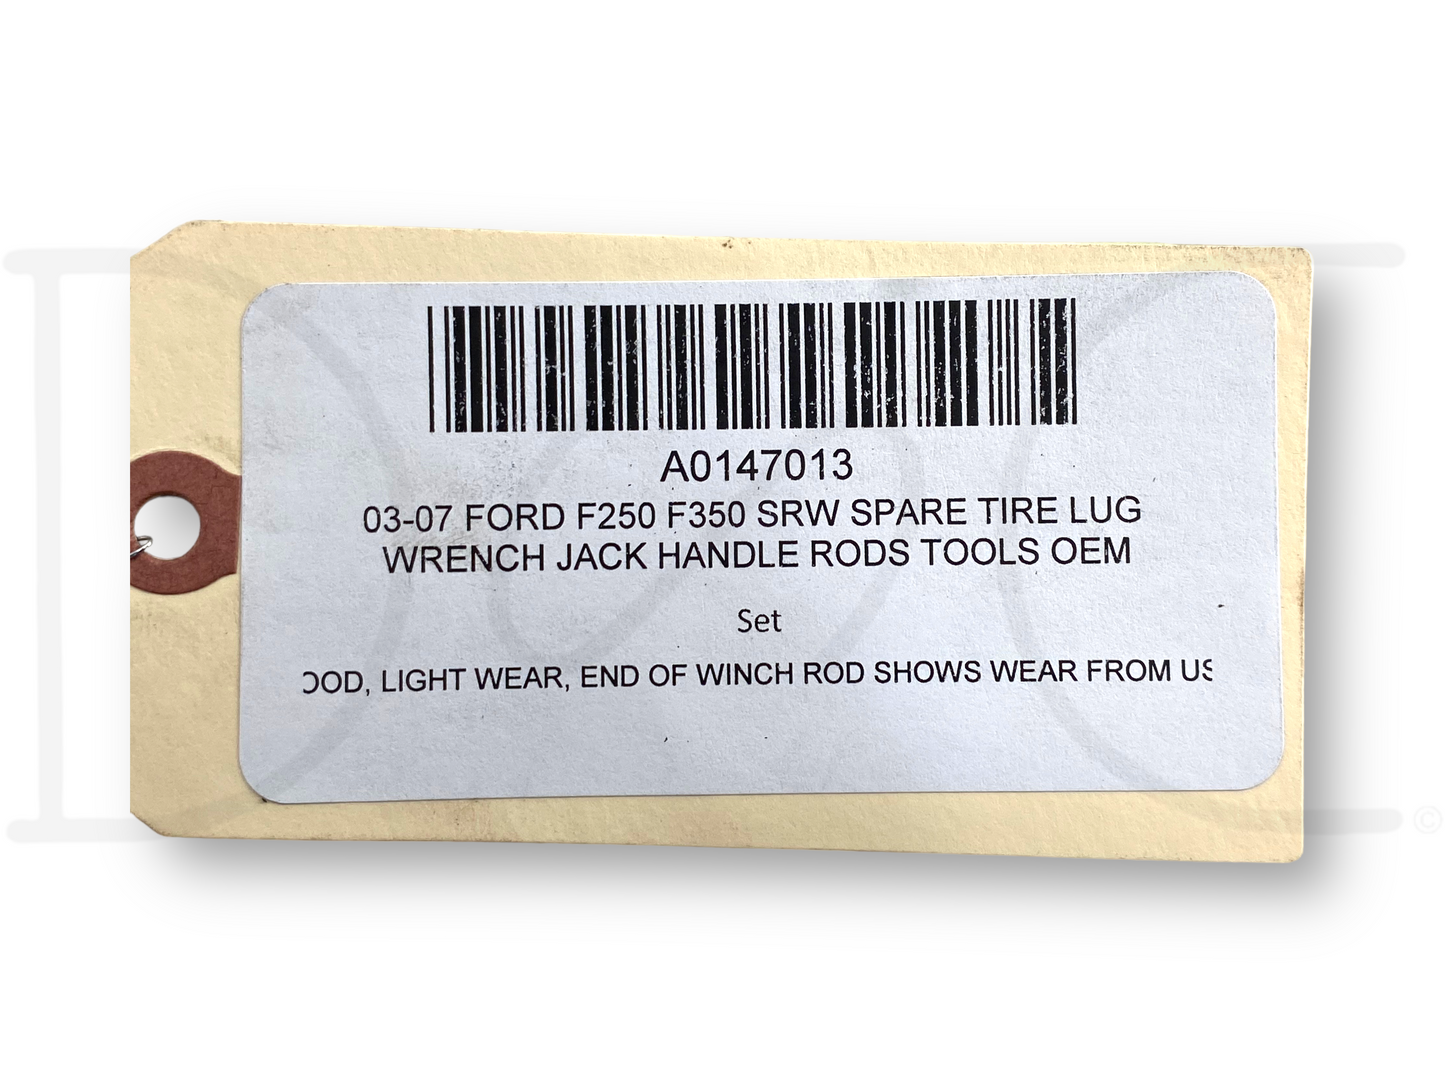 A0147013
03-07 FORD F250 F350 SRW SPARE TIRE LUG
WRENCH JACK HANDLE RODS TOOLS OEM
Set
OOD, LIGHT WEAR, END OF WINCH ROD SHOWS WEAR FROM US
©